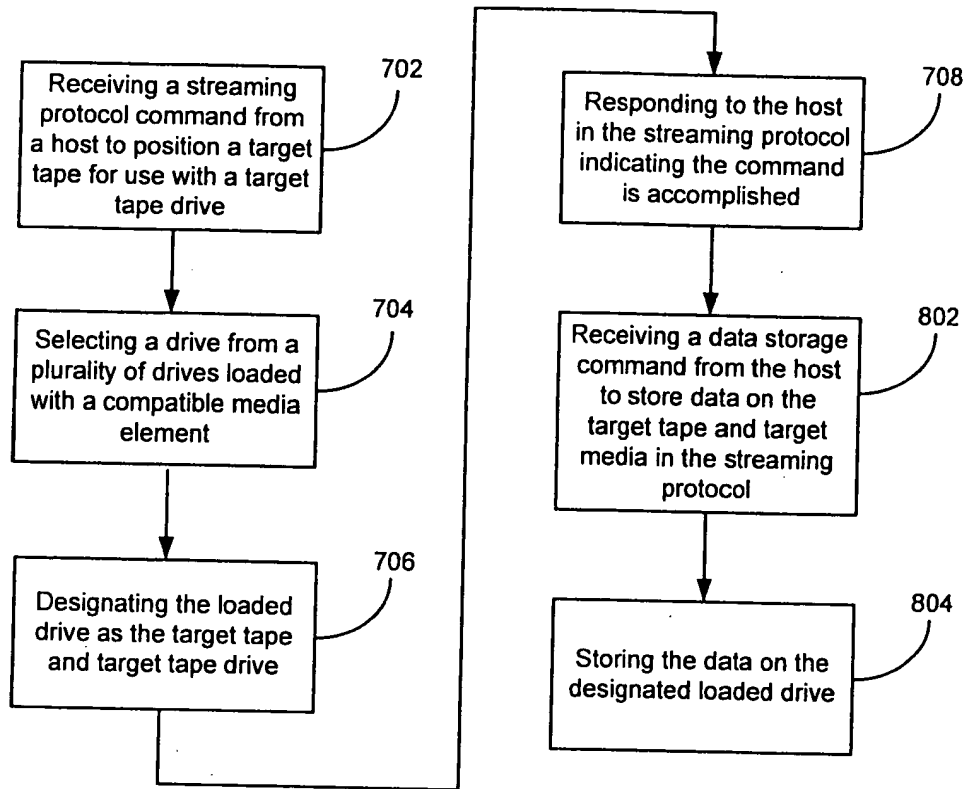 702
Receiving a streaming
protocol command from
a host to position a target
tape for use with a target
tape drive
704
Selecting a drive from a
plurality of drives loaded
with a compatible media
element
706
Designating the loaded
drive as the target tape
and target tape drive
708
Responding to the host
in the streaming protocol
indicating the command
is accomplished
802
Receiving a data storage
command from the host
to store data on the
target tape and target
media in the streaming
protocol
804
Storing the data on the
designated loaded drive